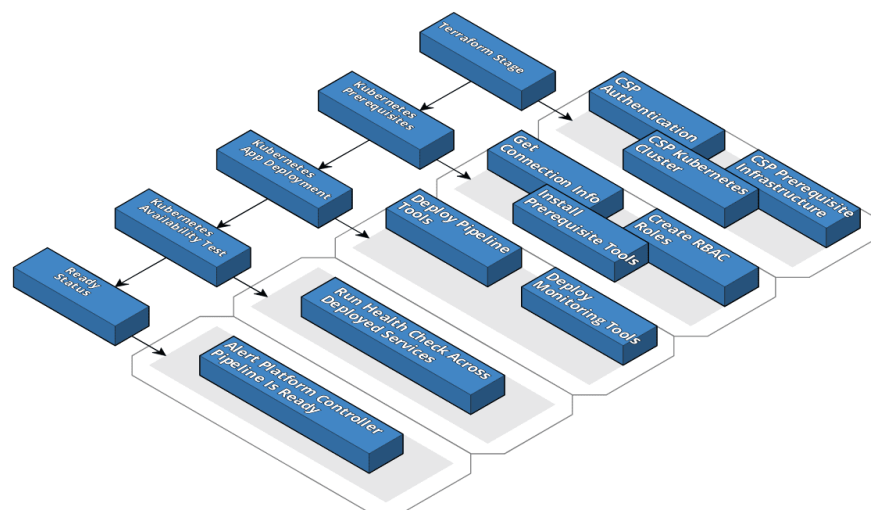 Terraform Stage
Kubernetes
Prerequisites
Kubernetes
App Deployment
Kubernetes
Availability Test
Ready
Status
CSP
Authentication
CSP Kubernetes
Cluster
CSP Prerequisite
Infrastructure
Get
Connection Info
Install
Prerequisite Tools
Create RBAC
Roles
Deploy Pipeline
Tools
Deploy
Monitoring Tools
Run Health Check Across
Deployed Services
Alert Platform Controller
Pipeline Is Ready